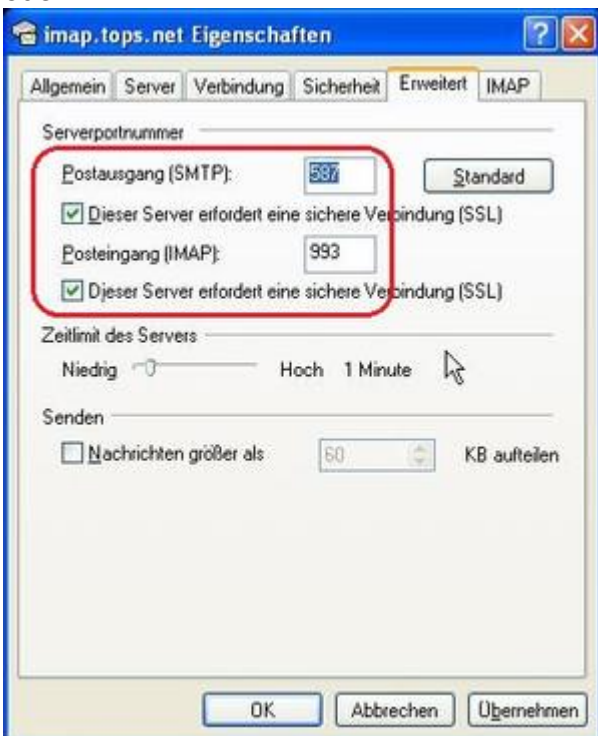 imap.tops.net Eigenschaften
Allgemein Server Verbindung Sicherheit Erweitert IMAP
Serverportnummer
Postausgang (SMTP): 587 Standard
Dieser Server erfordert eine sichere Verbindung (SSL)
Posteingang (IMAP): 993
Dieser Server erfordert eine sichere Verbindung (SSL)
Zeitlimit des Servers
Niedrig Hoch 1 Minute
Senden
Nachrichten größer als 60 KB aufteilen
OK Abbrechen Übernehmen